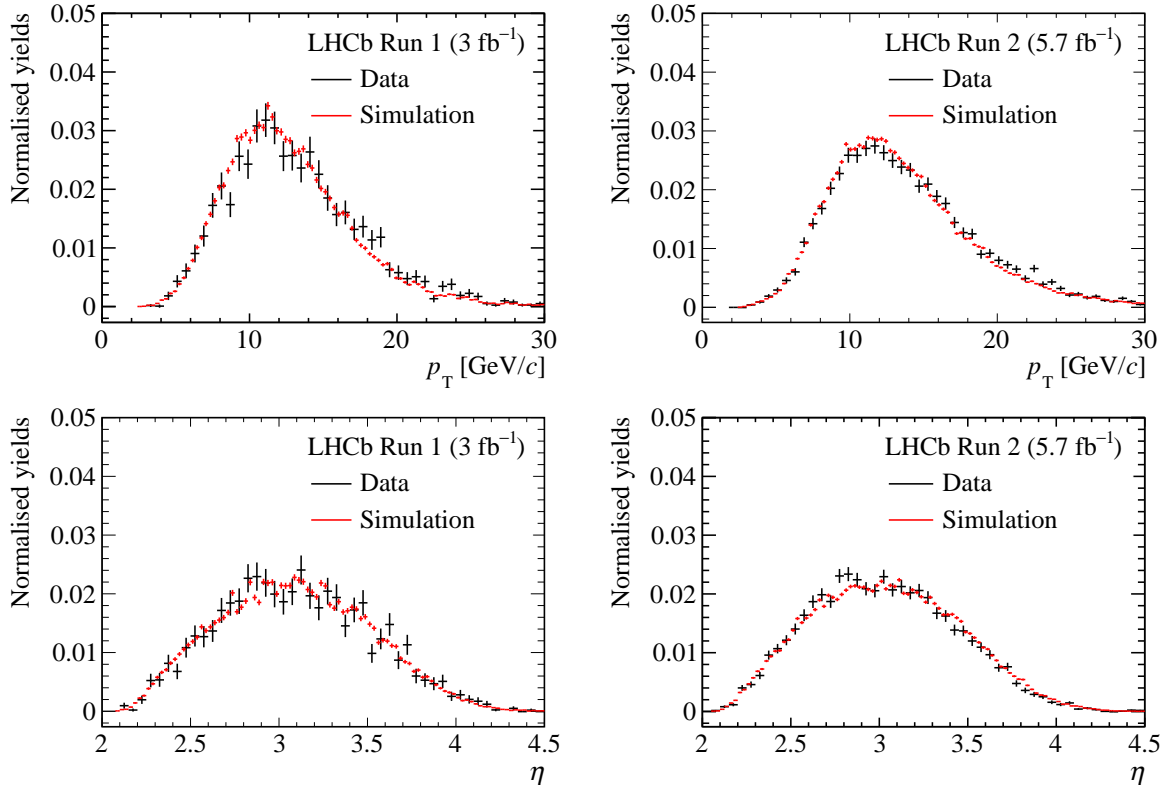 Normalised yields
0.05
0.04
0.03
0.02
0.01
0
LHCb Run 1 (3 fb⁻¹)
Data
Simulation
0
10
20
30
p_T [GeV/c]
Normalised yields
0.05
0.04
0.03
0.02
0.01
0
LHCb Run 2 (5.7 fb⁻¹)
Data
Simulation
0
10
20
30
p_T [GeV/c]
Normalised yields
0.05
0.04
0.03
0.02
0.01
0
LHCb Run 1 (3 fb⁻¹)
Data
Simulation
2
2.5
3
3.5
4
4.5
η
Normalised yields
0.05
0.04
0.03
0.02
0.01
0
LHCb Run 2 (5.7 fb⁻¹)
Data
Simulation
2
2.5
3
3.5
4
4.5
η